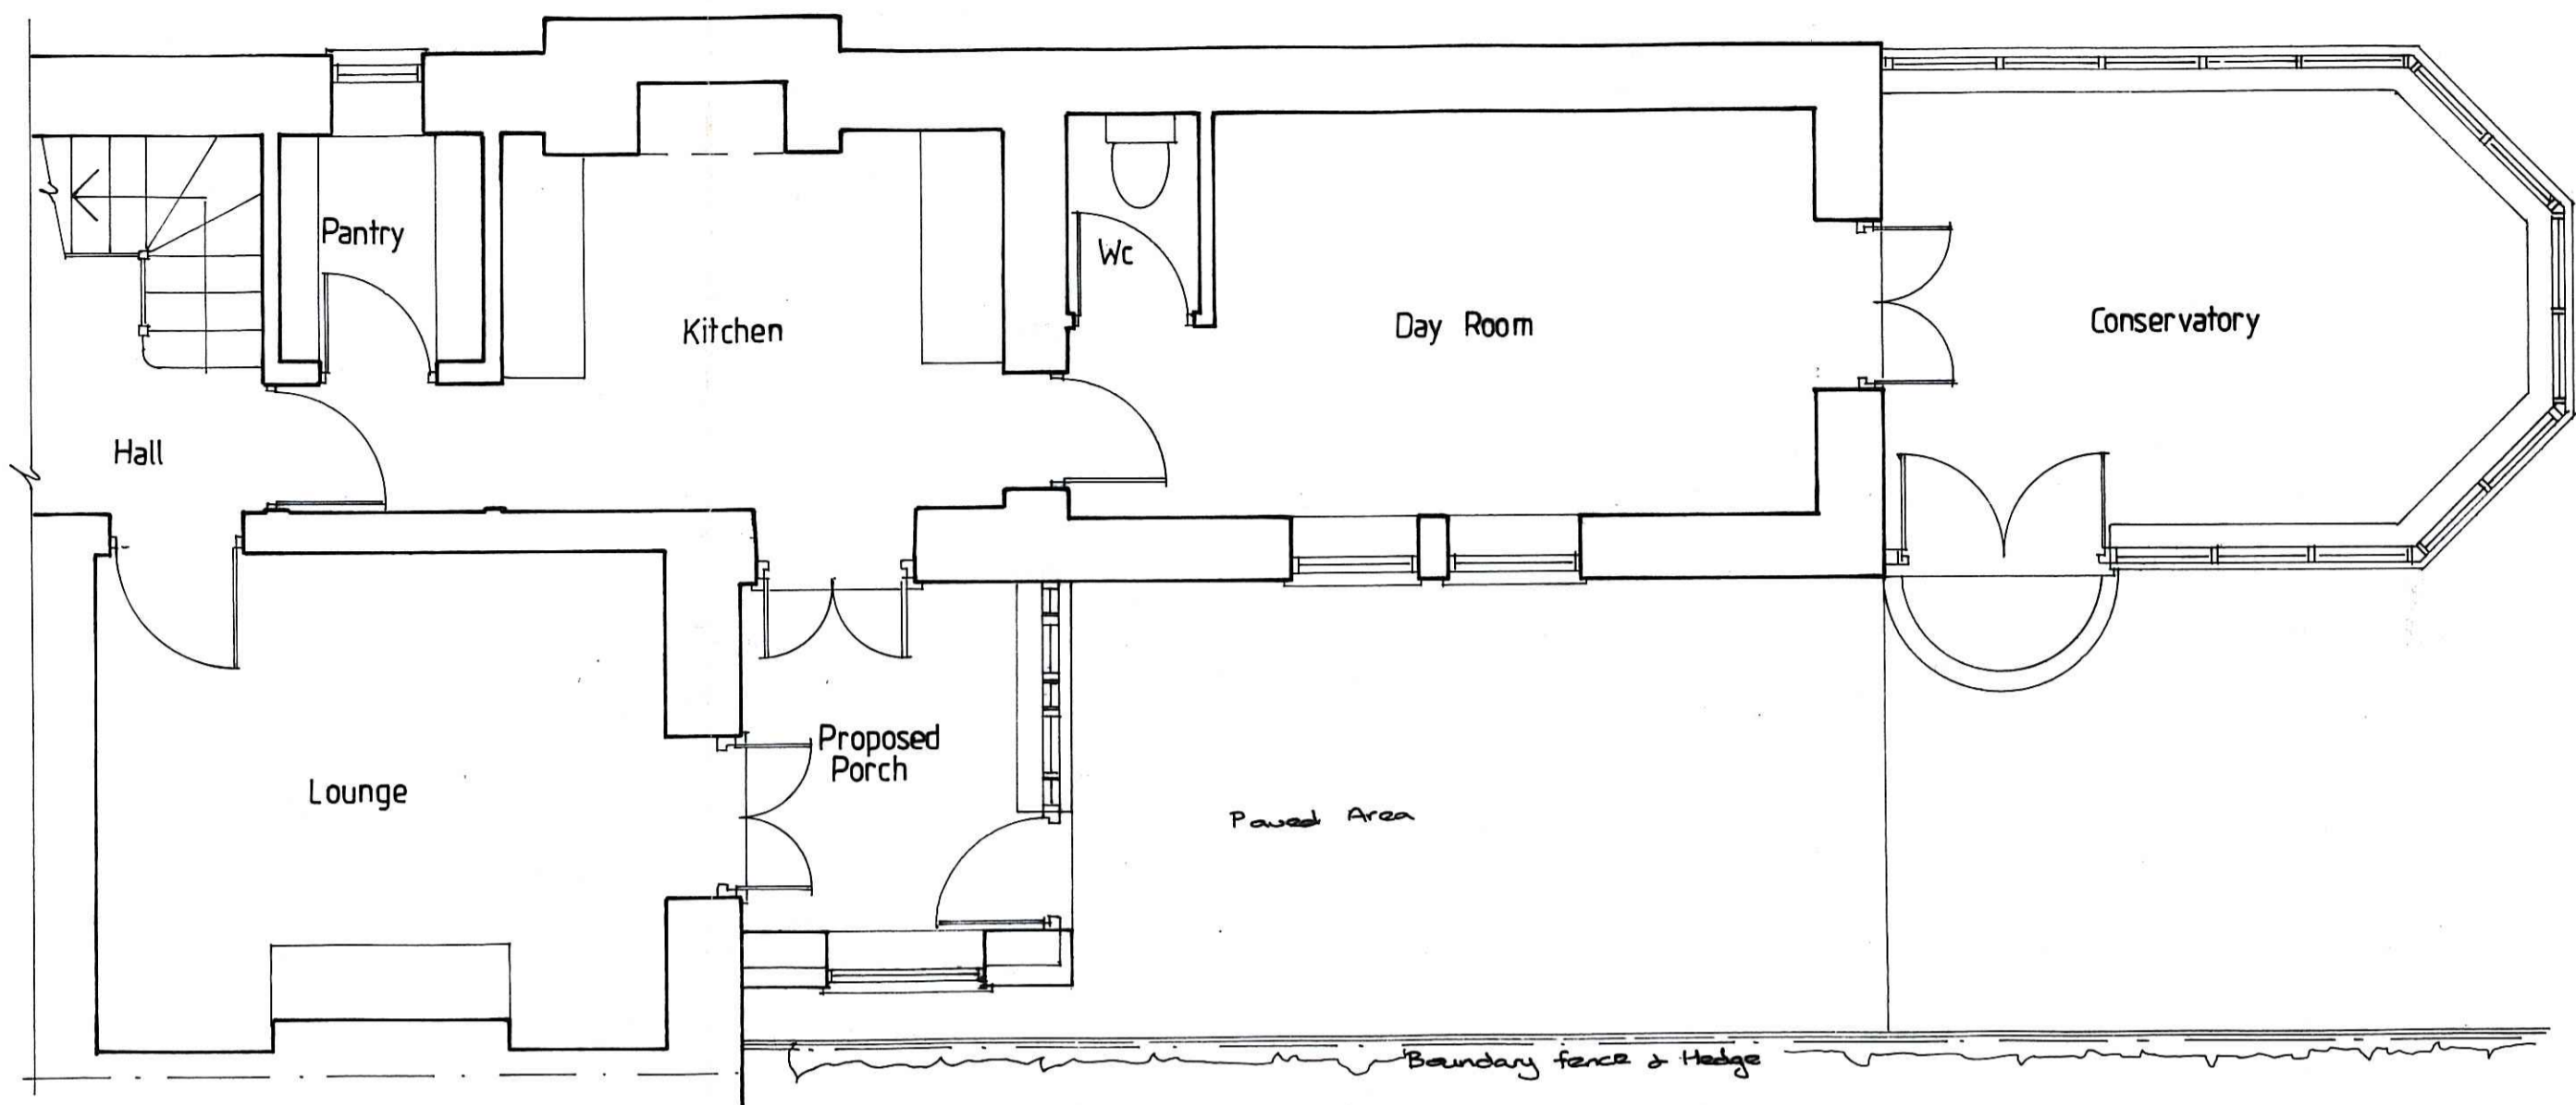 Pantry
Wc
Kitchen
Day Room
Conservatory
Hall
Proposed
Porch
Lounge
Paved Area
Boundary fence & Hedge